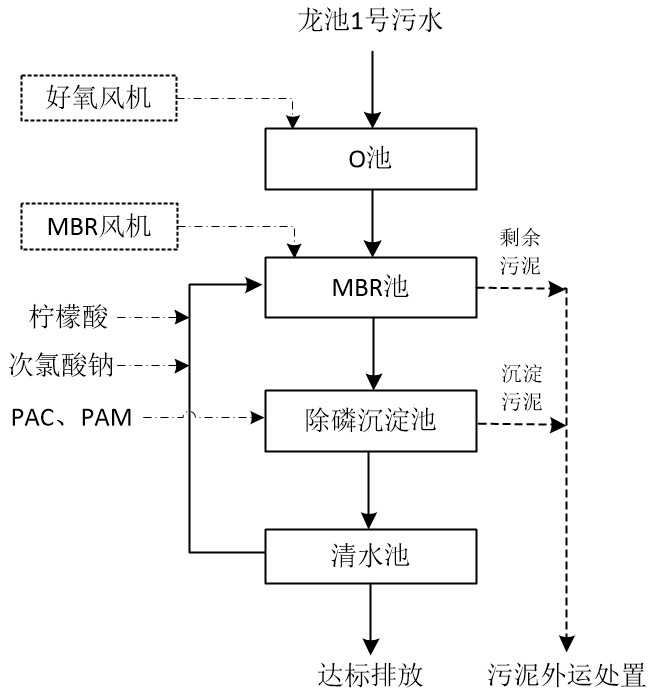 龙池1号污水
好氧风机
O池
MBR风机
剩余
污泥
MBR池
柠檬酸
次氯酸钠
沉淀
污泥
PAC、PAM
除磷沉淀池
清水池
达标排放
污泥外运处置